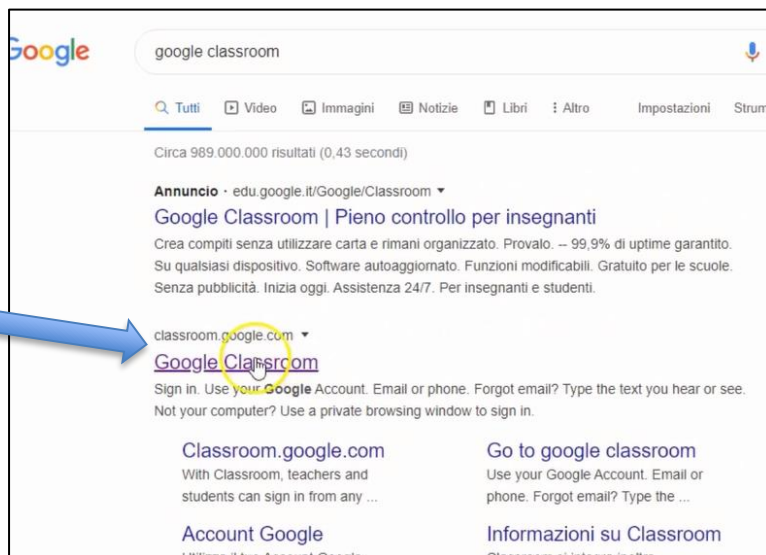 Google
google classroom
Tutti Video Immagini Notizie Libri Altro Impostazioni
Circa 989.000.000 risultati (0,43 secondi)
Annuncio · edu.google.it/Google/Classroom
Google Classroom | Pieno controllo per insegnanti
Crea compiti senza utilizzare carta e rimani organizzato. Provalo. -- 99,9% di uptime garantito.
Su qualsiasi dispositivo. Software autoaggiornato. Funzioni modificabili. Gratuito per le scuole.
Senza pubblicità. Inizia oggi. Assistenza 24/7. Per insegnanti e studenti.
classroom.google.com
Google Classroom
Sign in. Use your Google Account. Email or phone. Forgot email? Type the text you hear or see.
Not your computer? Use a private browsing window to sign in.
Classroom.google.com
With Classroom, teachers and
students can sign in from any ...
Go to google classroom
Use your Google Account. Email or
phone. Forgot email? Type the ...
Account Google
Informazioni su Classroom